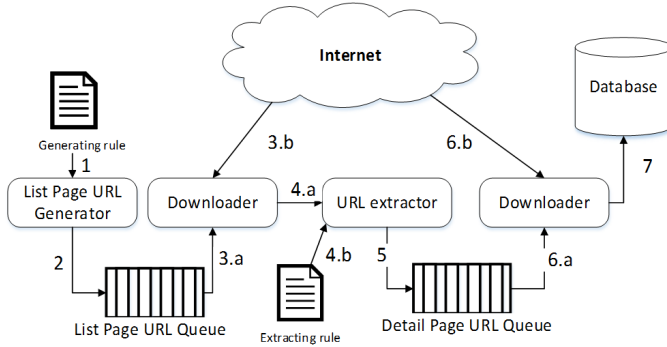 Internet
Database
Generating rule
1
3.b
6.b
7
List Page URL
Generator
Downloader
4.a
URL extractor
Downloader
2
3.a
4.b
5
6.a
List Page URL Queue
Extracting rule
Detail Page URL Queue